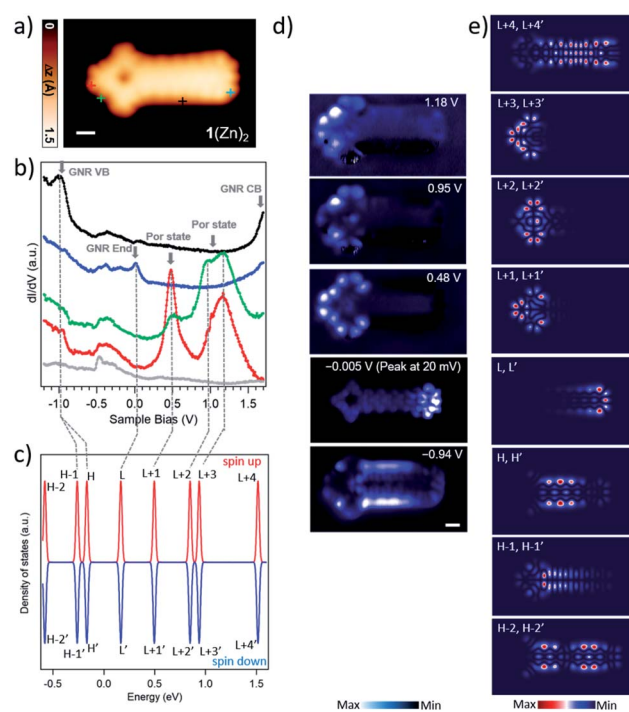 a)
0
Δz (Å)
1.5
1(Zn)₂
b)
GNR VB
GNR CB
Por state
Por state
GNR End
dI/dV (a.u.)
-1.0 -0.5 0.0 0.5 1.0 1.5
Sample Bias (V)
c)
spin up
H-2
H-1
H
L
L+1
L+2
L+3
L+4
Density of states (a.u.)
H-2'
H-1'
H'
L'
L+1'
L+2'
L+3'
L+4'
spin down
-0.5 0.0 0.5 1.0 1.5
Energy (eV)
d)
1.18 V
0.95 V
0.48 V
−0.005 V (Peak at 20 mV)
−0.94 V
Max Min
e)
L+4, L+4'
L+3, L+3'
L+2, L+2'
L+1, L+1'
L, L'
H, H'
H-1, H-1'
H-2, H-2'
Max Min